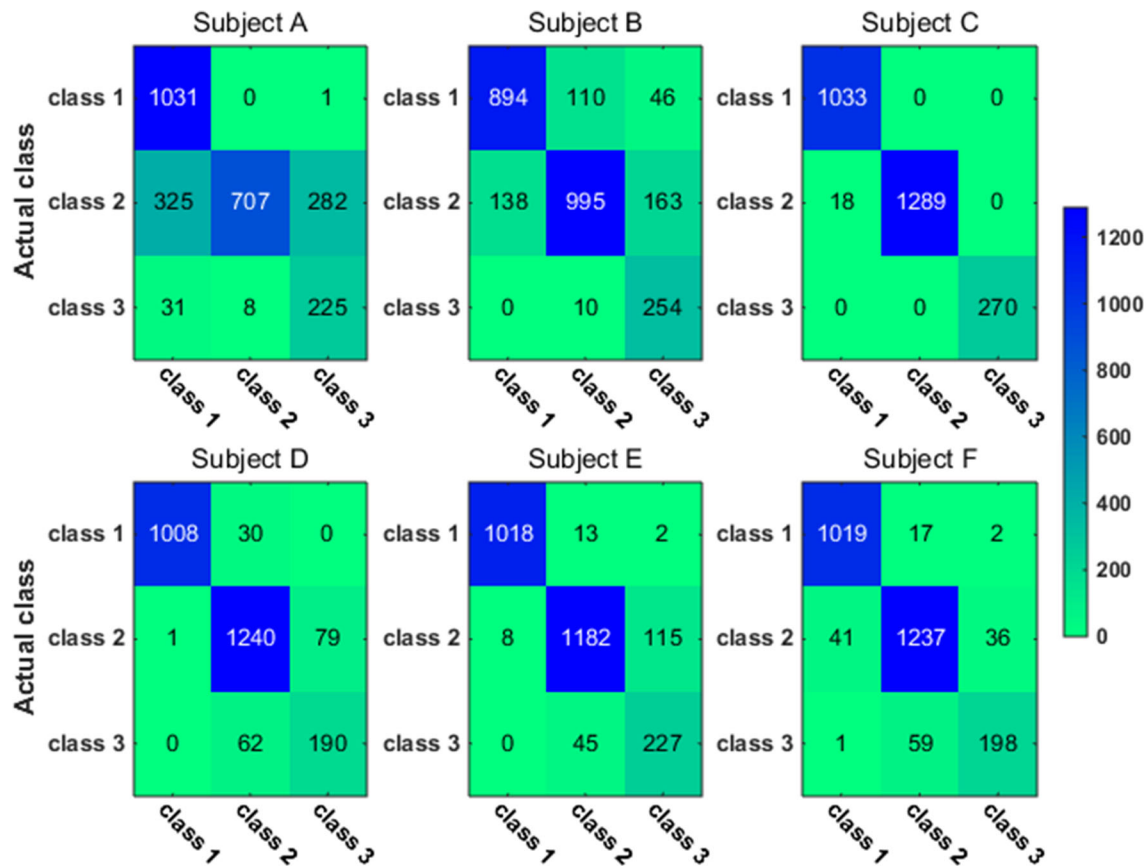 Subject A Subject B Subject C
class 1 1031 0 1 class 1 894 110 46 class 1 1033 0 0
class 2 325 707 282 class 2 138 995 163 class 2 18 1289 0
class 3 31 8 225 class 3 0 10 254 class 3 0 0 270
class 1 class 2 class 3 class 1 class 2 class 3 class 1 class 2 class 3
Actual class
Subject D Subject E Subject F
class 1 1008 30 0 class 1 1018 13 2 class 1 1019 17 2
class 2 1 1240 79 class 2 8 1182 115 class 2 41 1237 36
class 3 0 62 190 class 3 0 45 227 class 3 1 59 198
class 1 class 2 class 3 class 1 class 2 class 3 class 1 class 2 class 3
Actual class
1200
1000
800
600
400
200
0